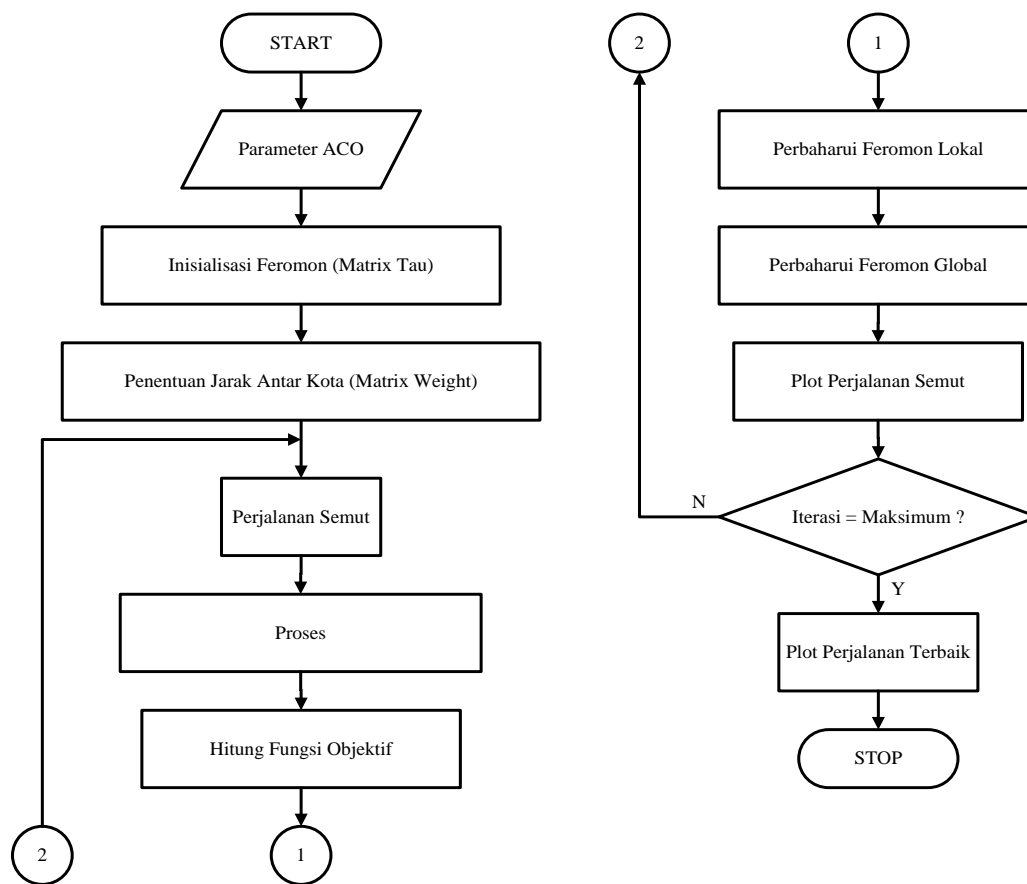 START
Parameter ACO
Inisialisasi Feromon (Matrix Tau)
Penentuan Jarak Antar Kota (Matrix Weight)
Perjalanan Semut
Proses
Hitung Fungsi Objektif
2
1
2
1
Perbaharui Feromon Lokal
Perbaharui Feromon Global
Plot Perjalanan Semut
N
Iterasi = Maksimum ?
Y
Plot Perjalanan Terbaik
STOP